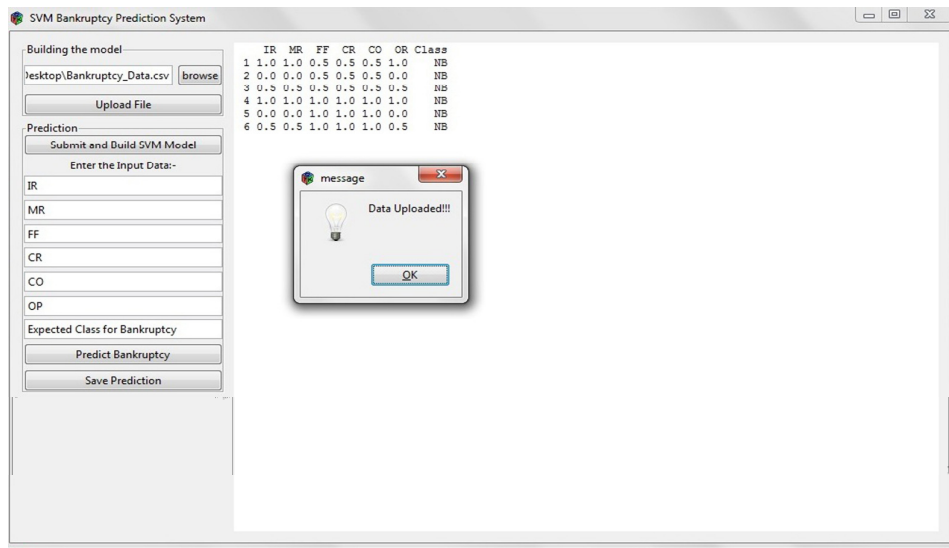 SVM Bankruptcy Prediction System
Building the model
Desktop\Bankruptcy_Data.csv browse
Upload File
Prediction
Submit and Build SVM Model
Enter the Input Data:-
IR
MR
FF
CR
CO
OP
Expected Class for Bankruptcy
Predict Bankruptcy
Save Prediction
IR MR FF CR CO OR Class
1 1.0 1.0 0.5 0.5 0.5 1.0 NB
2 0.0 0.0 0.5 0.5 0.5 0.0 NB
3 0.5 0.5 0.5 0.5 0.5 0.5 NB
4 1.0 1.0 1.0 1.0 1.0 1.0 NB
5 0.0 0.0 1.0 1.0 1.0 0.0 NB
6 0.5 0.5 1.0 1.0 1.0 0.5 NB
message
Data Uploaded!!!
OK